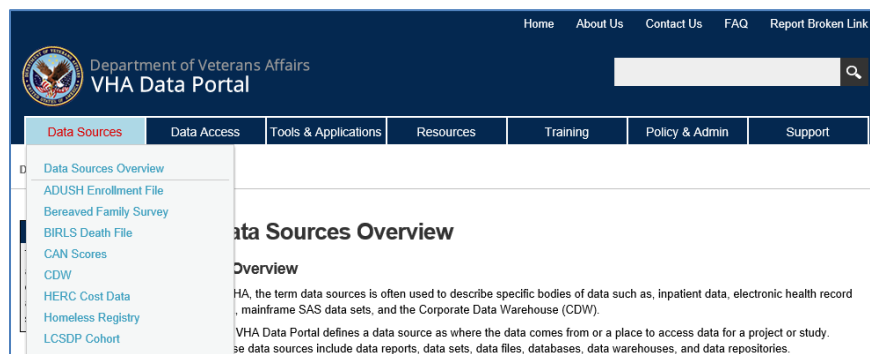 Home About Us Contact Us FAQ Report Broken Link
Department of Veterans Affairs
VHA Data Portal
Data Sources Data Access Tools & Applications Resources Training Policy & Admin Support
Data Sources Overview
ADUSH Enrollment File
Bereaved Family Survey
BIRLS Death File
ata Sources Overview
CAN Scores
Overview
CDW
HERC Cost Data
HA, the term data sources is often used to describe specific bodies of data such as, inpatient data, electronic health record
, mainframe SAS data sets, and the Corporate Data Warehouse (CDW).
Homeless Registry
VHA Data Portal defines a data source as where the data comes from or a place to access data for a project or study.
LCSDP Cohort
se data sources include data reports, data sets, data files, databases, data warehouses, and data repositories.